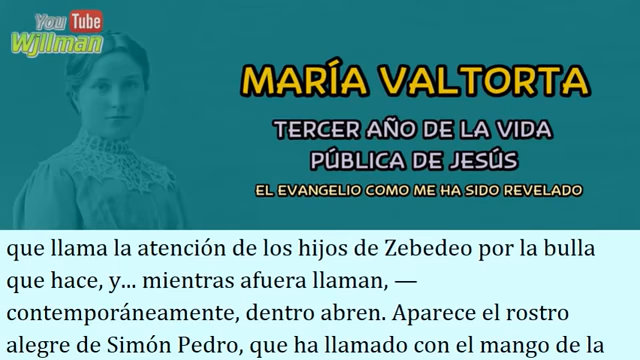 You Tube
Wjllman
MARÍA VALTORTA
TERCER AÑO DE LA VIDA
PÚBLICA DE JESÚS
EL EVANGELIO COMO ME HA SIDO REVELADO
que llama la atención de los hijos de Zebedeo por la bulla
que hace, y... mientras afuera llaman, —
contemporáneamente, dentro abren. Aparece el rostro
alegre de Simón Pedro, que ha llamado con el mango de la